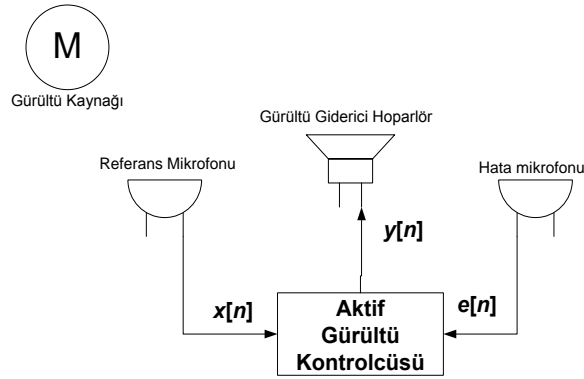 M
Gürültü Kaynağı
Gürültü Giderici Hoparlör
Referans Mikrofonu
Hata mikrofonu
y[n]
x[n]
e[n]
Aktif
Gürültü
Kontrolcüsü